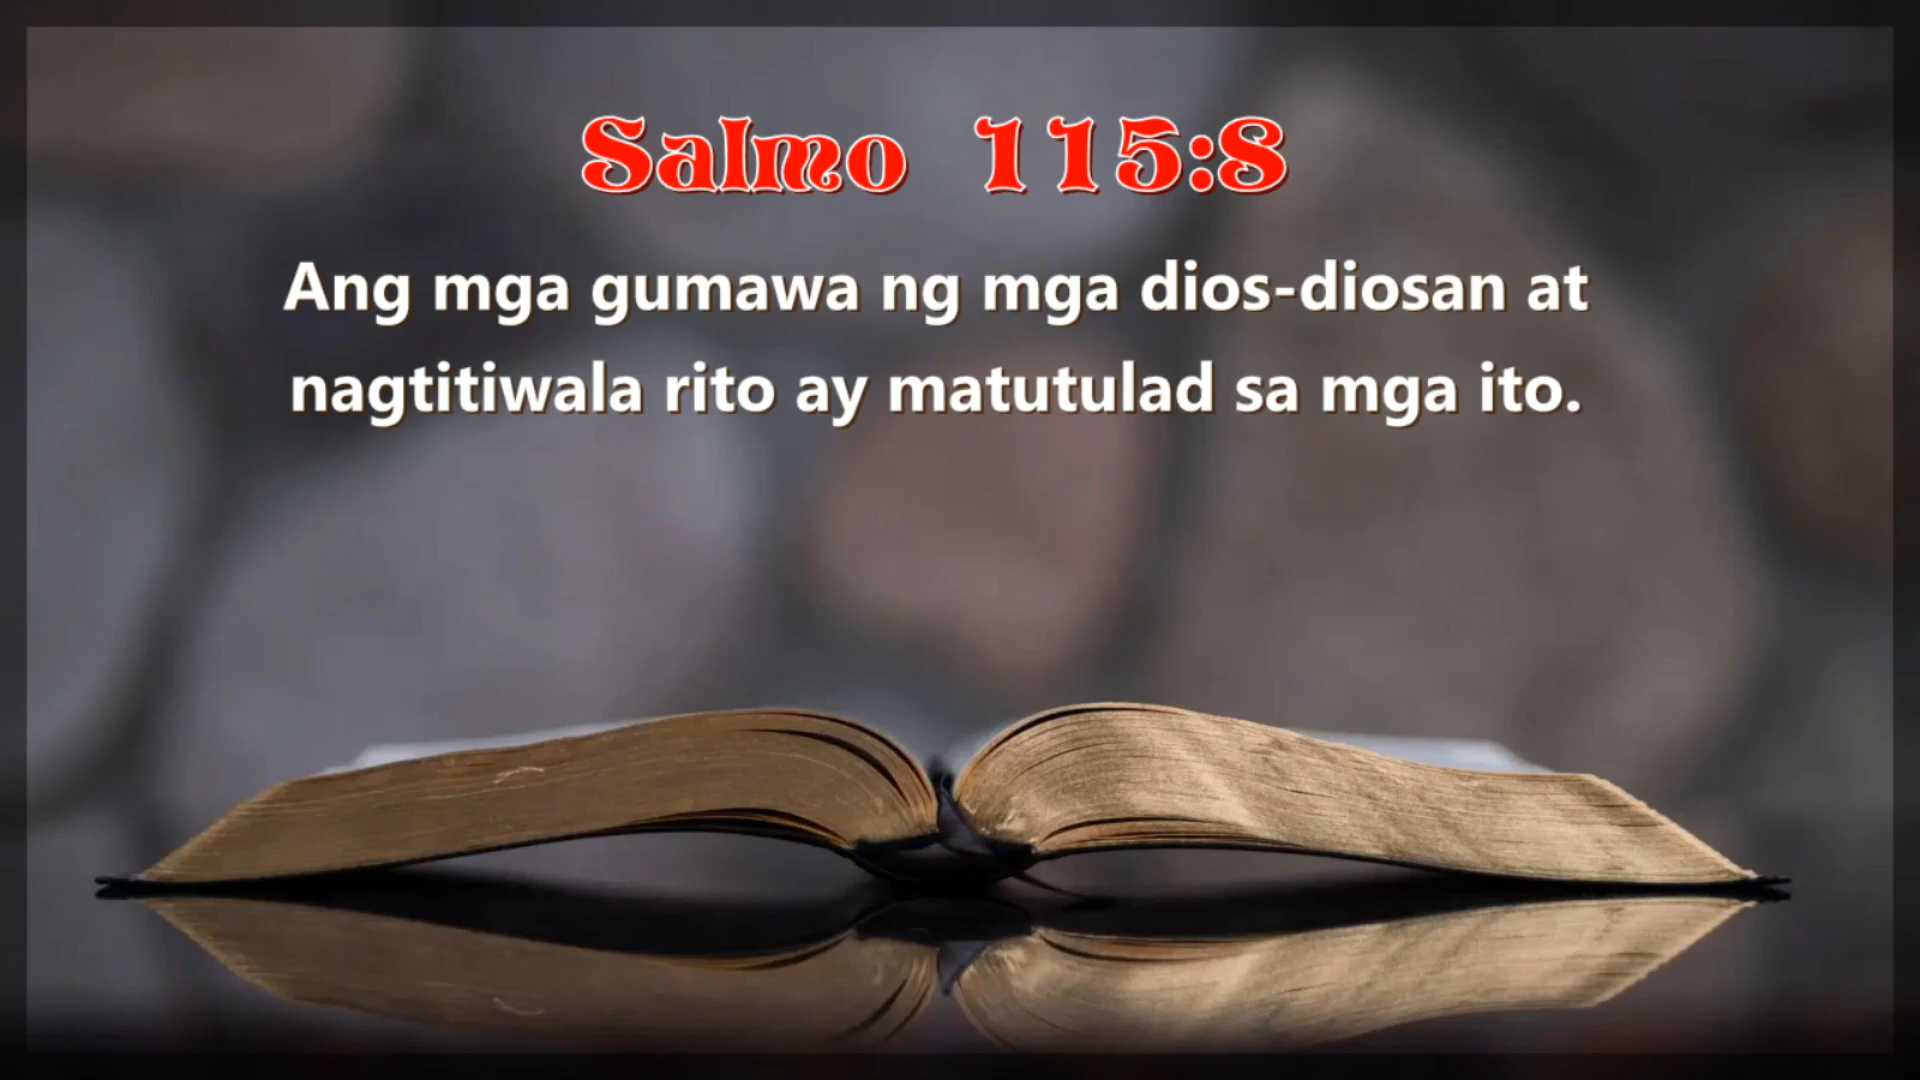 Salmo 115:8
Ang mga gumawa ng mga dios-diosan at
nagtitiwala rito ay matutulad sa mga ito.